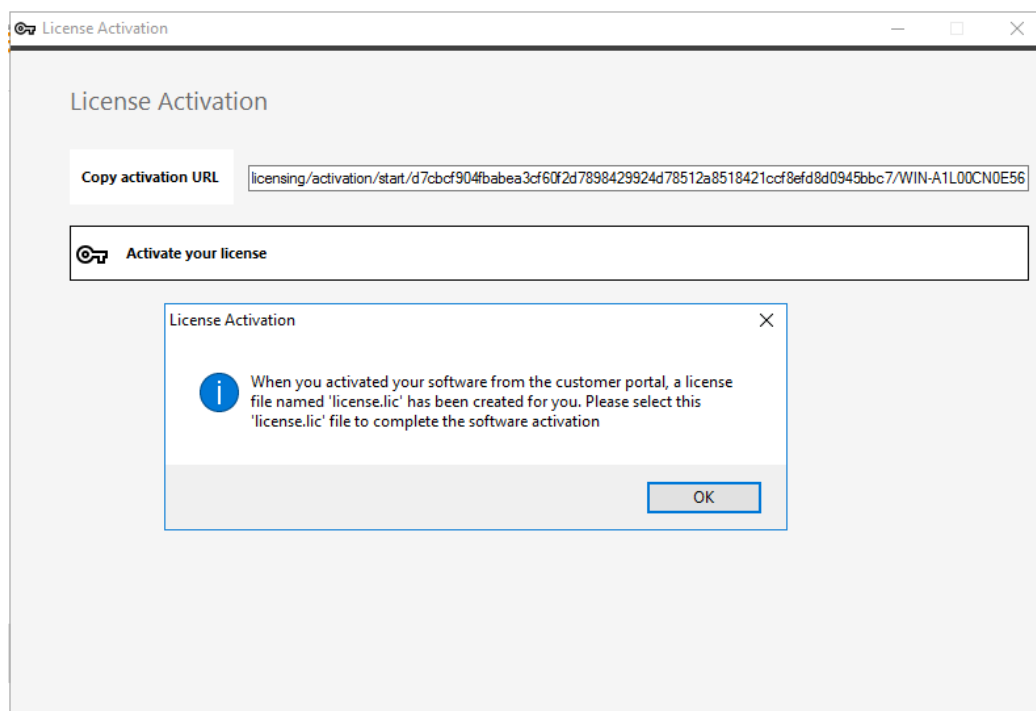 License Activation
License Activation
Copy activation URL
licensing/activation/start/d7cbcf904fbabea3cf60f2d7898429924d78512a8518421ccf8efd8d0945bbc7/WIN-A1L00CN0E56
Activate your license
License Activation
When you activated your software from the customer portal, a license
file named 'license.lic' has been created for you. Please select this
'license.lic' file to complete the software activation
OK